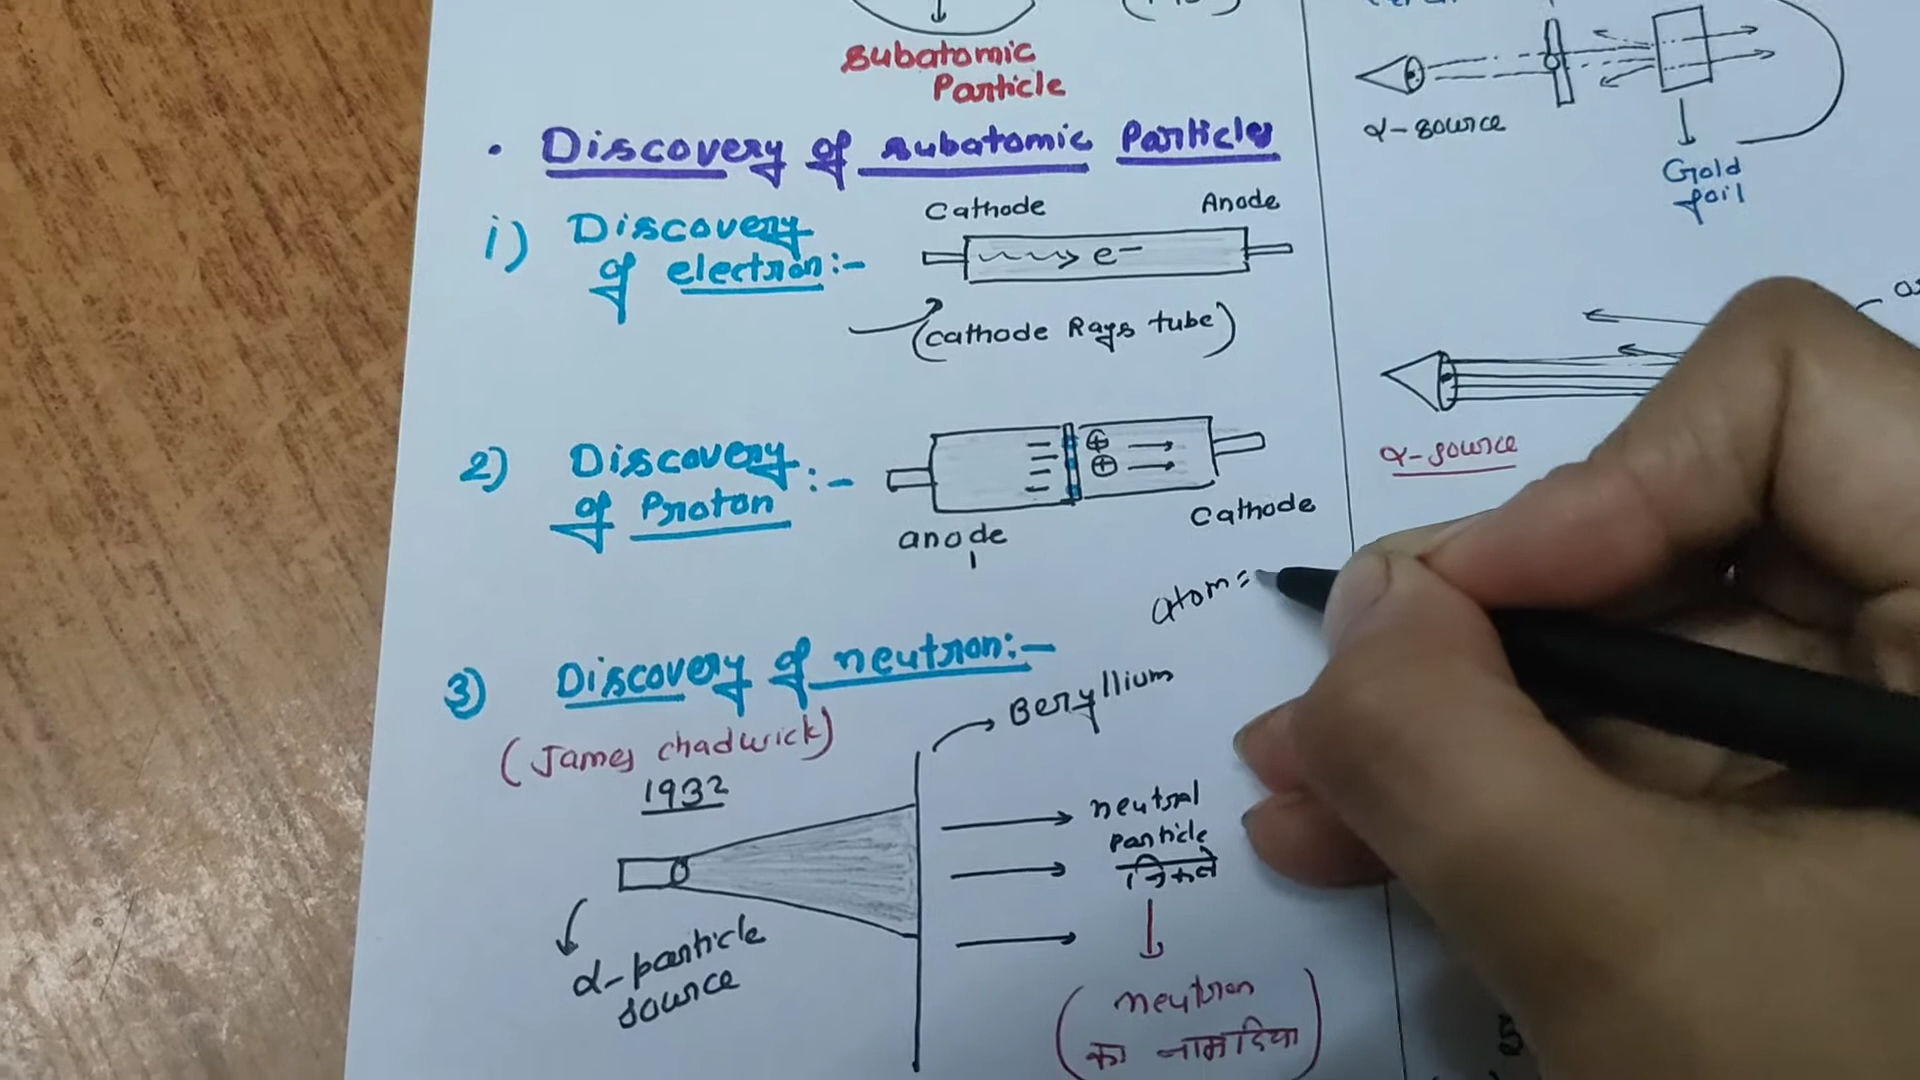 Subatomic
Particle
• Discovery of subatomic Particles
i) Discovery
of electron:-
Cathode
Anode
e⁻
(cathode Rays tube)
2) Discovery
of Proton :-
anode
Cathode
atom =
3) Discovery of neutron:-
(James chadwick)
1932
Beryllium
neutral
particle
निकले
α-particle
source
(neutron
का नाम दिया)
α-source
Gold
foil
α-source